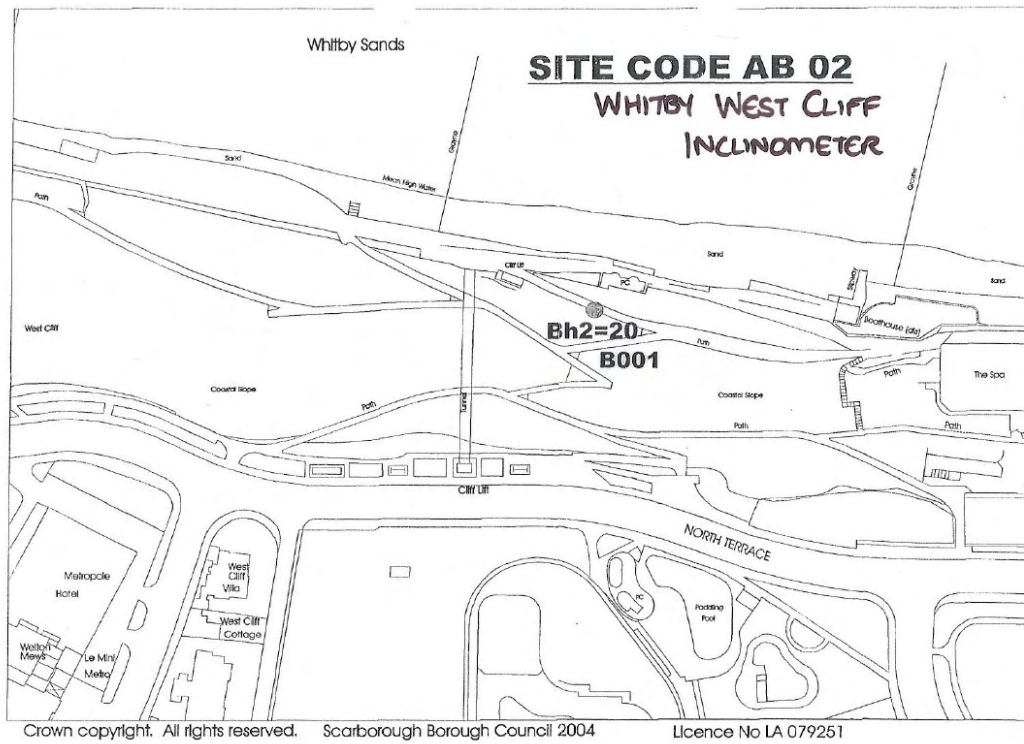 Whitby Sands
SITE CODE AB 02
WHITBY WEST CLIFF
INCLINOMETER
Groyne
Groyne
Sand
Mean High Water
Path
Sand
Sand
Cliff Lift
PC
Slipway
Boathouse (dis)
West Cliff
Bh2=20
B001
Path
Path
The Spa
Coastal Slope
Coastal Slope
Tunnel
Path
Path
Path
Cliff Lift
NORTH TERRACE
Metropole
Hotel
West
Cliff
Villa
West Cliff
Cottage
PC
Paddling
Pool
Welton
Mews
Le Mini
Metro
Crown copyright. All rights reserved. Scarborough Borough Council 2004 Licence No LA 079251